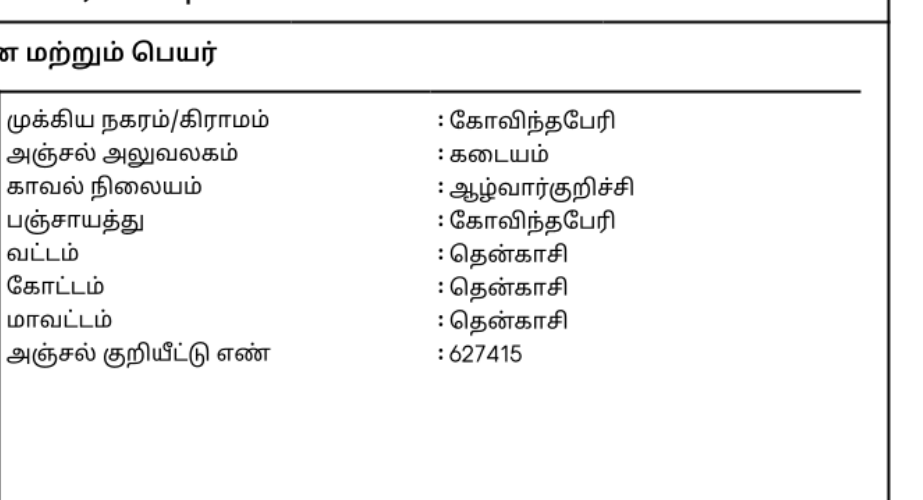 மற்றும் பெயர்
முக்கிய நகரம்/கிராமம் : கோவிந்தபேரி
அஞ்சல் அலுவலகம் : கடையம்
காவல் நிலையம் : ஆழ்வார்குறிச்சி
பஞ்சாயத்து : கோவிந்தபேரி
வட்டம் : தென்காசி
கோட்டம் : தென்காசி
மாவட்டம் : தென்காசி
அஞ்சல் குறியீட்டு எண் : 627415